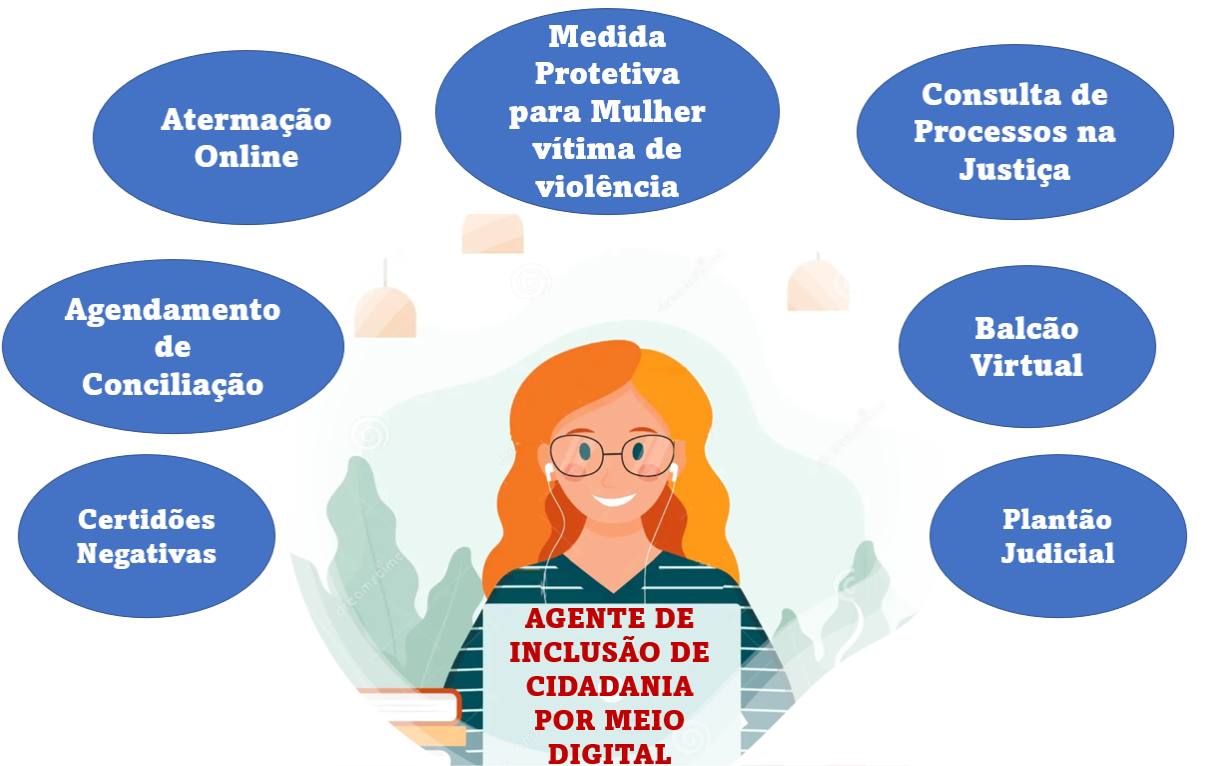 Medida
Protetiva
para Mulher
vítima de
violência
Atermação
Online
Consulta de
Processos na
Justiça
Agendamento
de
Conciliação
Balcão
Virtual
Certidões
Negativas
Plantão
Judicial
AGENTE DE
INCLUSÃO DE
CIDADANIA
POR MEIO
DIGITAL